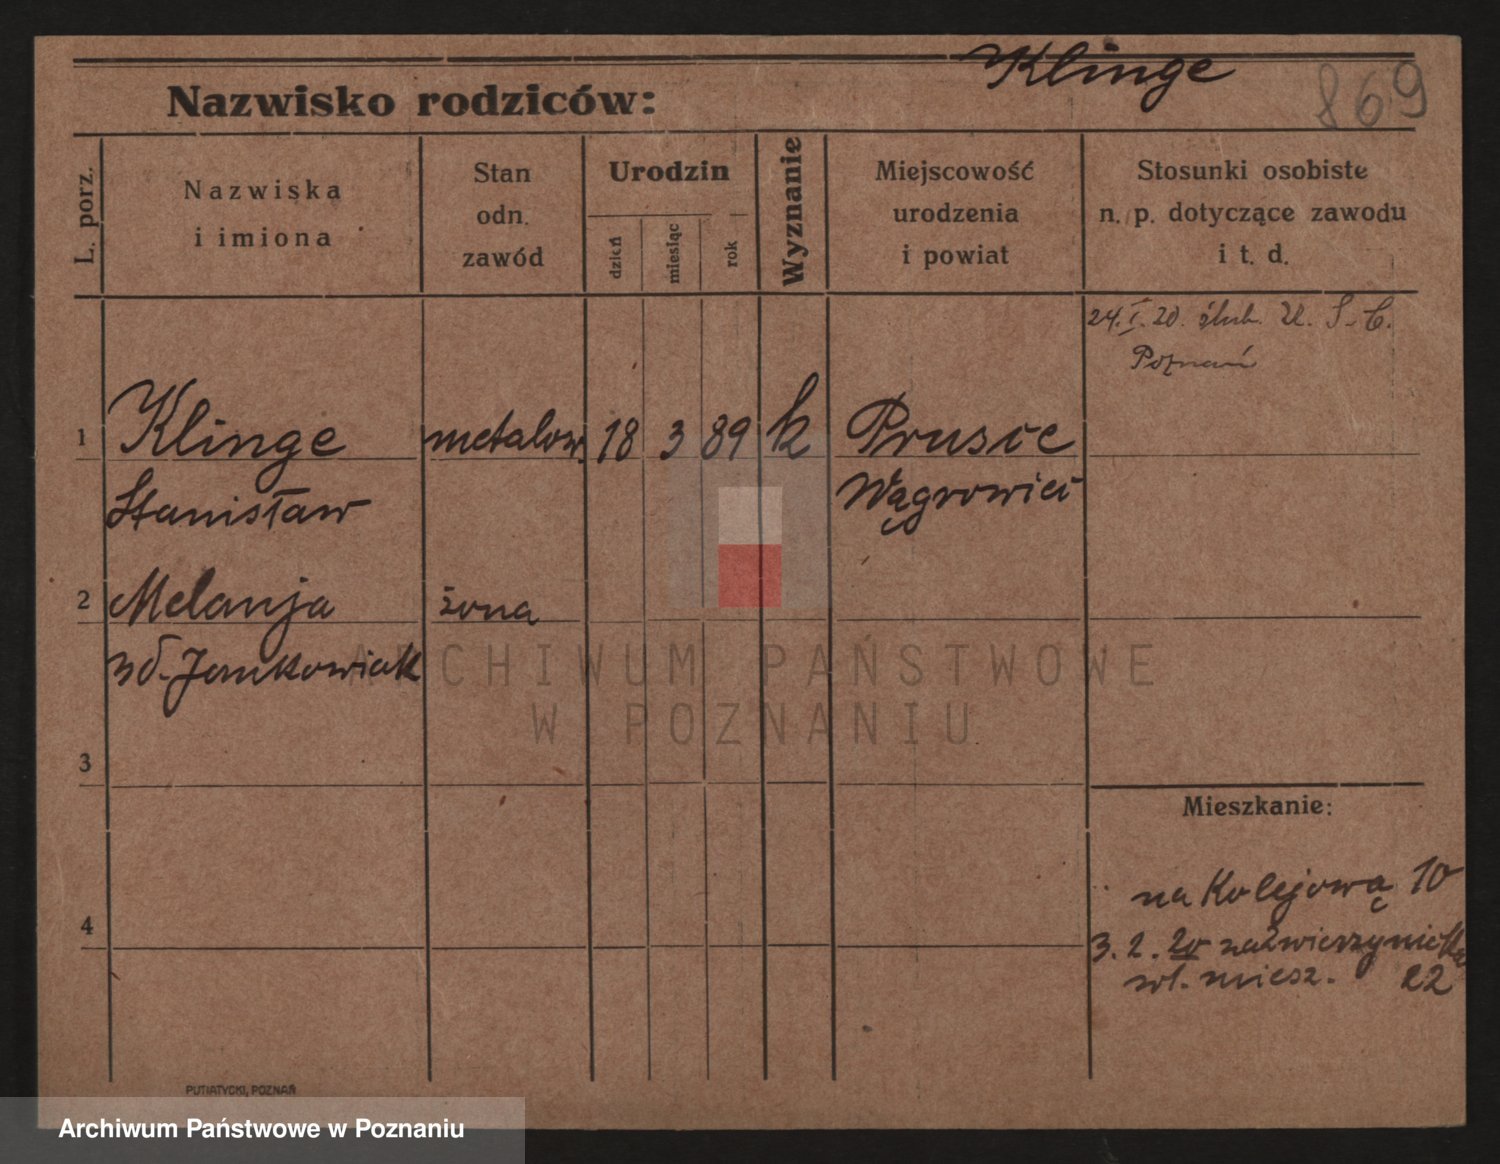 Klinge
869
Nazwisko rodziców:
L. porz.
Nazwiska
i imiona
Stan
odn.
zawód
Urodzin
dzień
miesiąc
rok
Wyznanie
Miejscowość
urodzenia
i powiat
Stosunki osobiste
n. p. dotyczące zawodu
i t. d.
24.I.20. ślub. U. S. C.
Poznań
1 Klinge metalow. 18 3 89 k Prusce
Stanisław Wągrowiec
2 Melanja żona
zd. Jankowiak
ARCHIWUM PAŃSTWOWE
W POZNANIU
3
Mieszkanie:
na Kolejową 10
4
3.2.20 na Zwierzyniecką
wł. miesz. 22
PUTIATYCKI, POZNAŃ
Archiwum Państwowe w Poznaniu